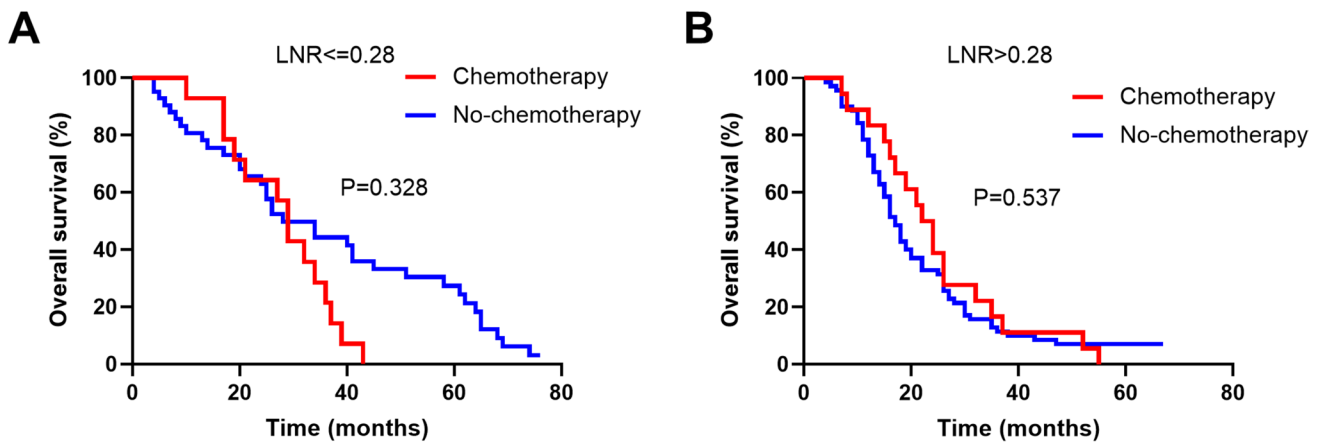 A
LNR<=0.28
Chemotherapy
No-chemotherapy
P=0.328
Overall survival (%)
100
80
60
40
20
0
0 20 40 60 80
Time (months)
B
LNR>0.28
Chemotherapy
No-chemotherapy
P=0.537
Overall survival (%)
100
80
60
40
20
0
0 20 40 60 80
Time (months)